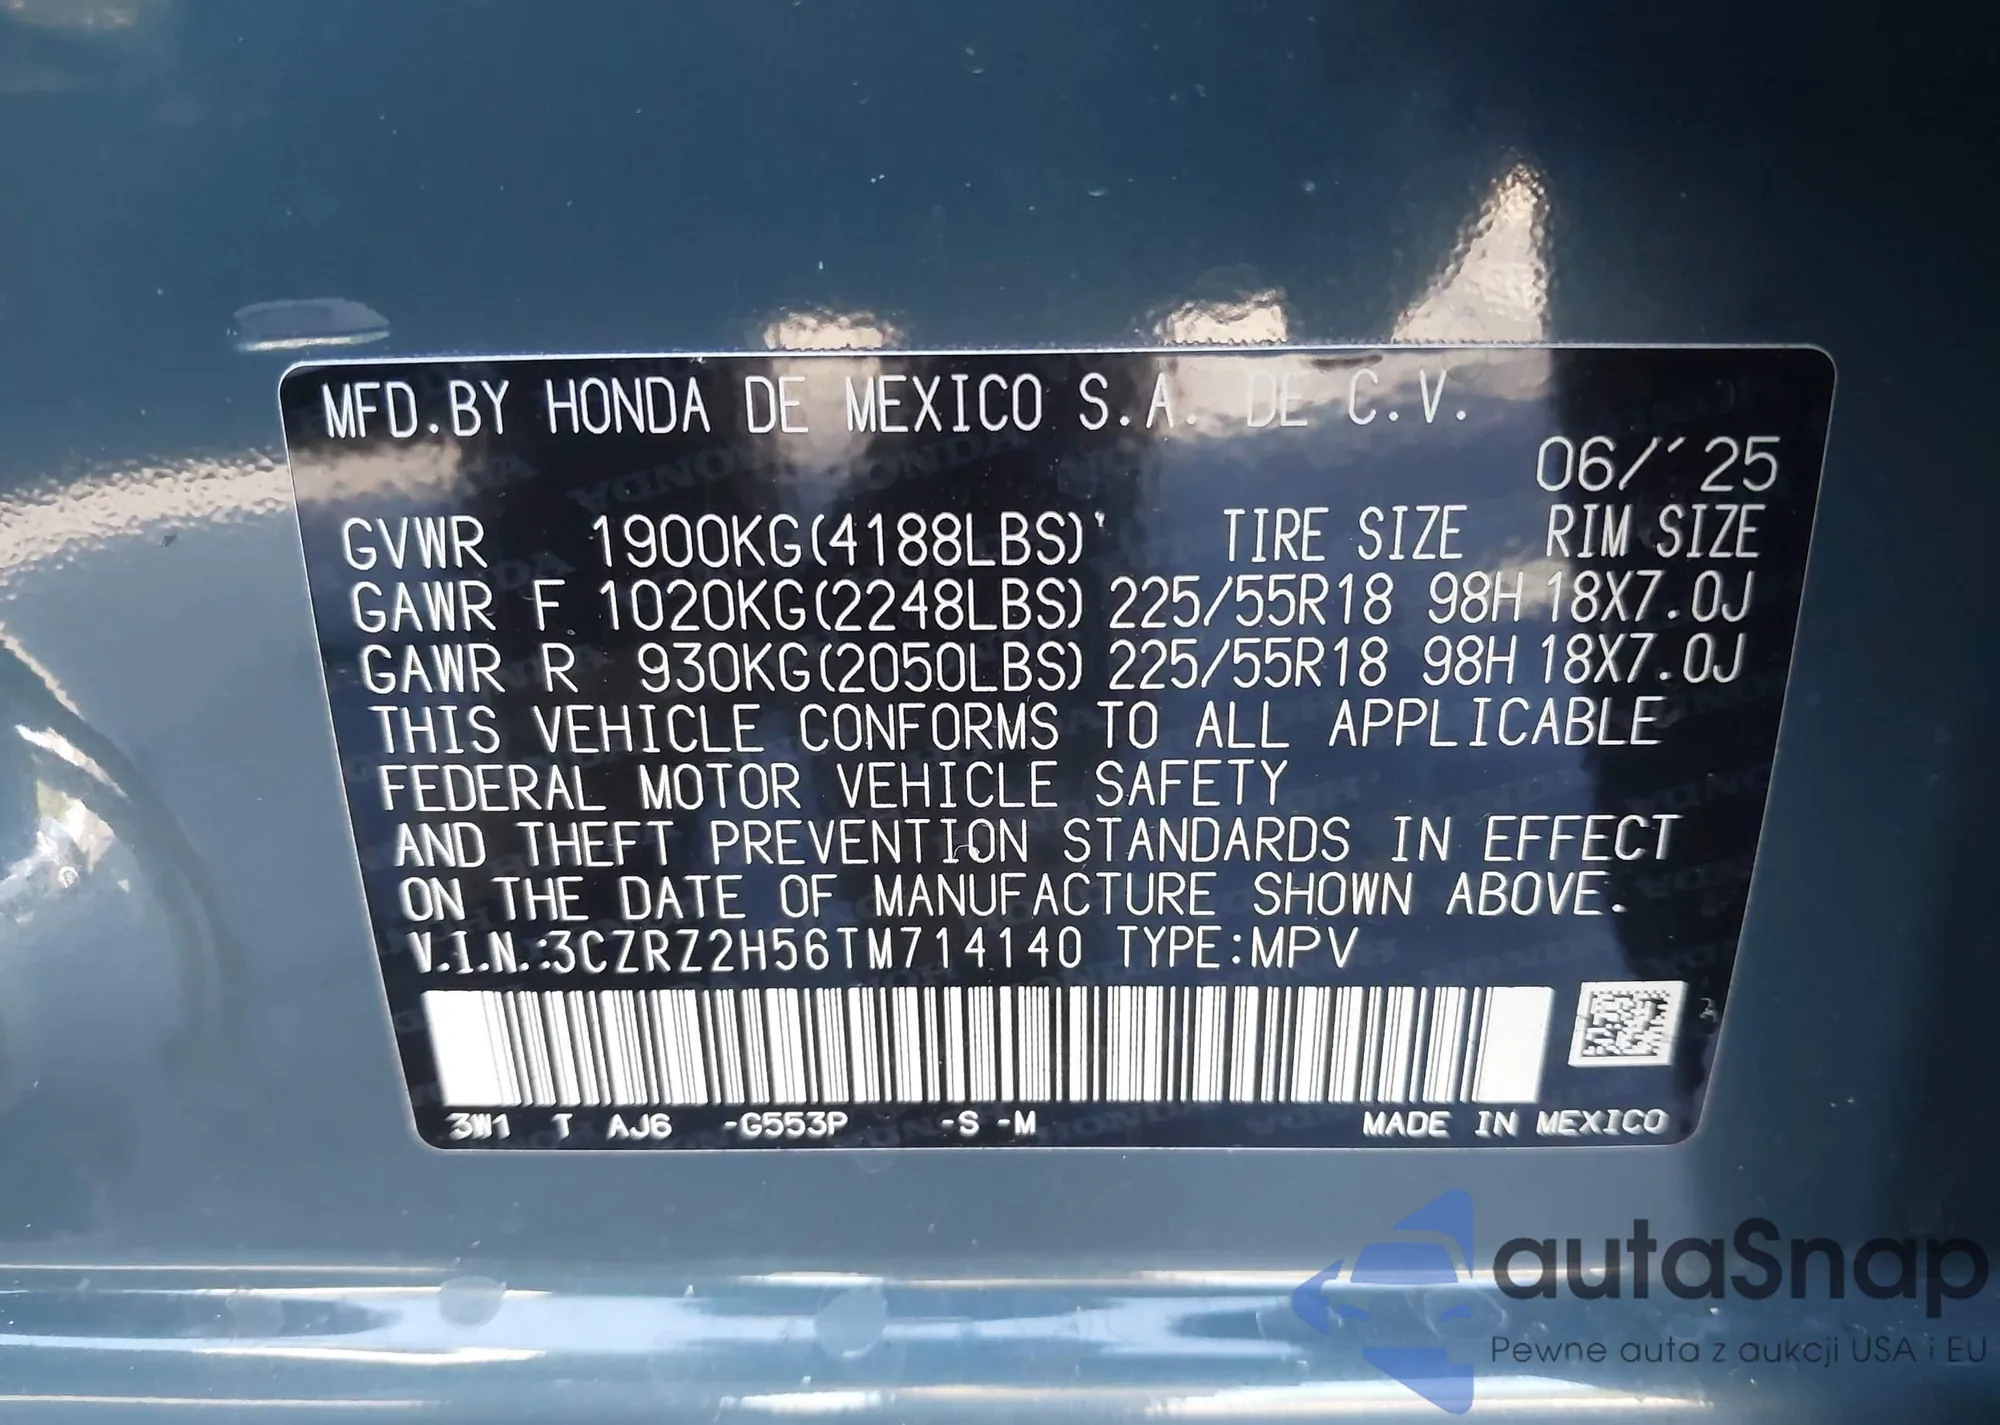 MFD.BY HONDA DE MEXICO S.A. DE C.V.
06/'25
GVWR 1900KG(4188LBS) TIRE SIZE RIM SIZE
GAWR F 1020KG(2248LBS) 225/55R18 98H 18X7.0J
GAWR R 930KG(2050LBS) 225/55R18 98H 18X7.0J
THIS VEHICLE CONFORMS TO ALL APPLICABLE
FEDERAL MOTOR VEHICLE SAFETY
AND THEFT PREVENTION STANDARDS IN EFFECT
ON THE DATE OF MANUFACTURE SHOWN ABOVE.
V.I.N.:3CZRZ2H56TM714140 TYPE:MPV
3W1 T AJ6 -G553P -S -M MADE IN MEXICO
autaSnap
Pewne auta z aukcji USA i EU